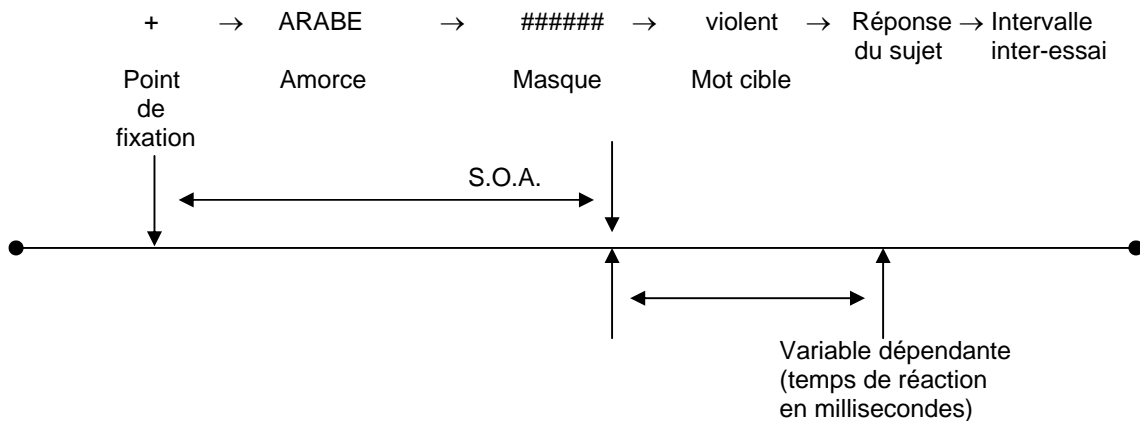 + → ARABE → ###### → violent → Réponse → Intervalle
du sujet inter-essai
Point Amorce Masque Mot cible
de
fixation
S.O.A.
Variable dépendante
(temps de réaction
en millisecondes)